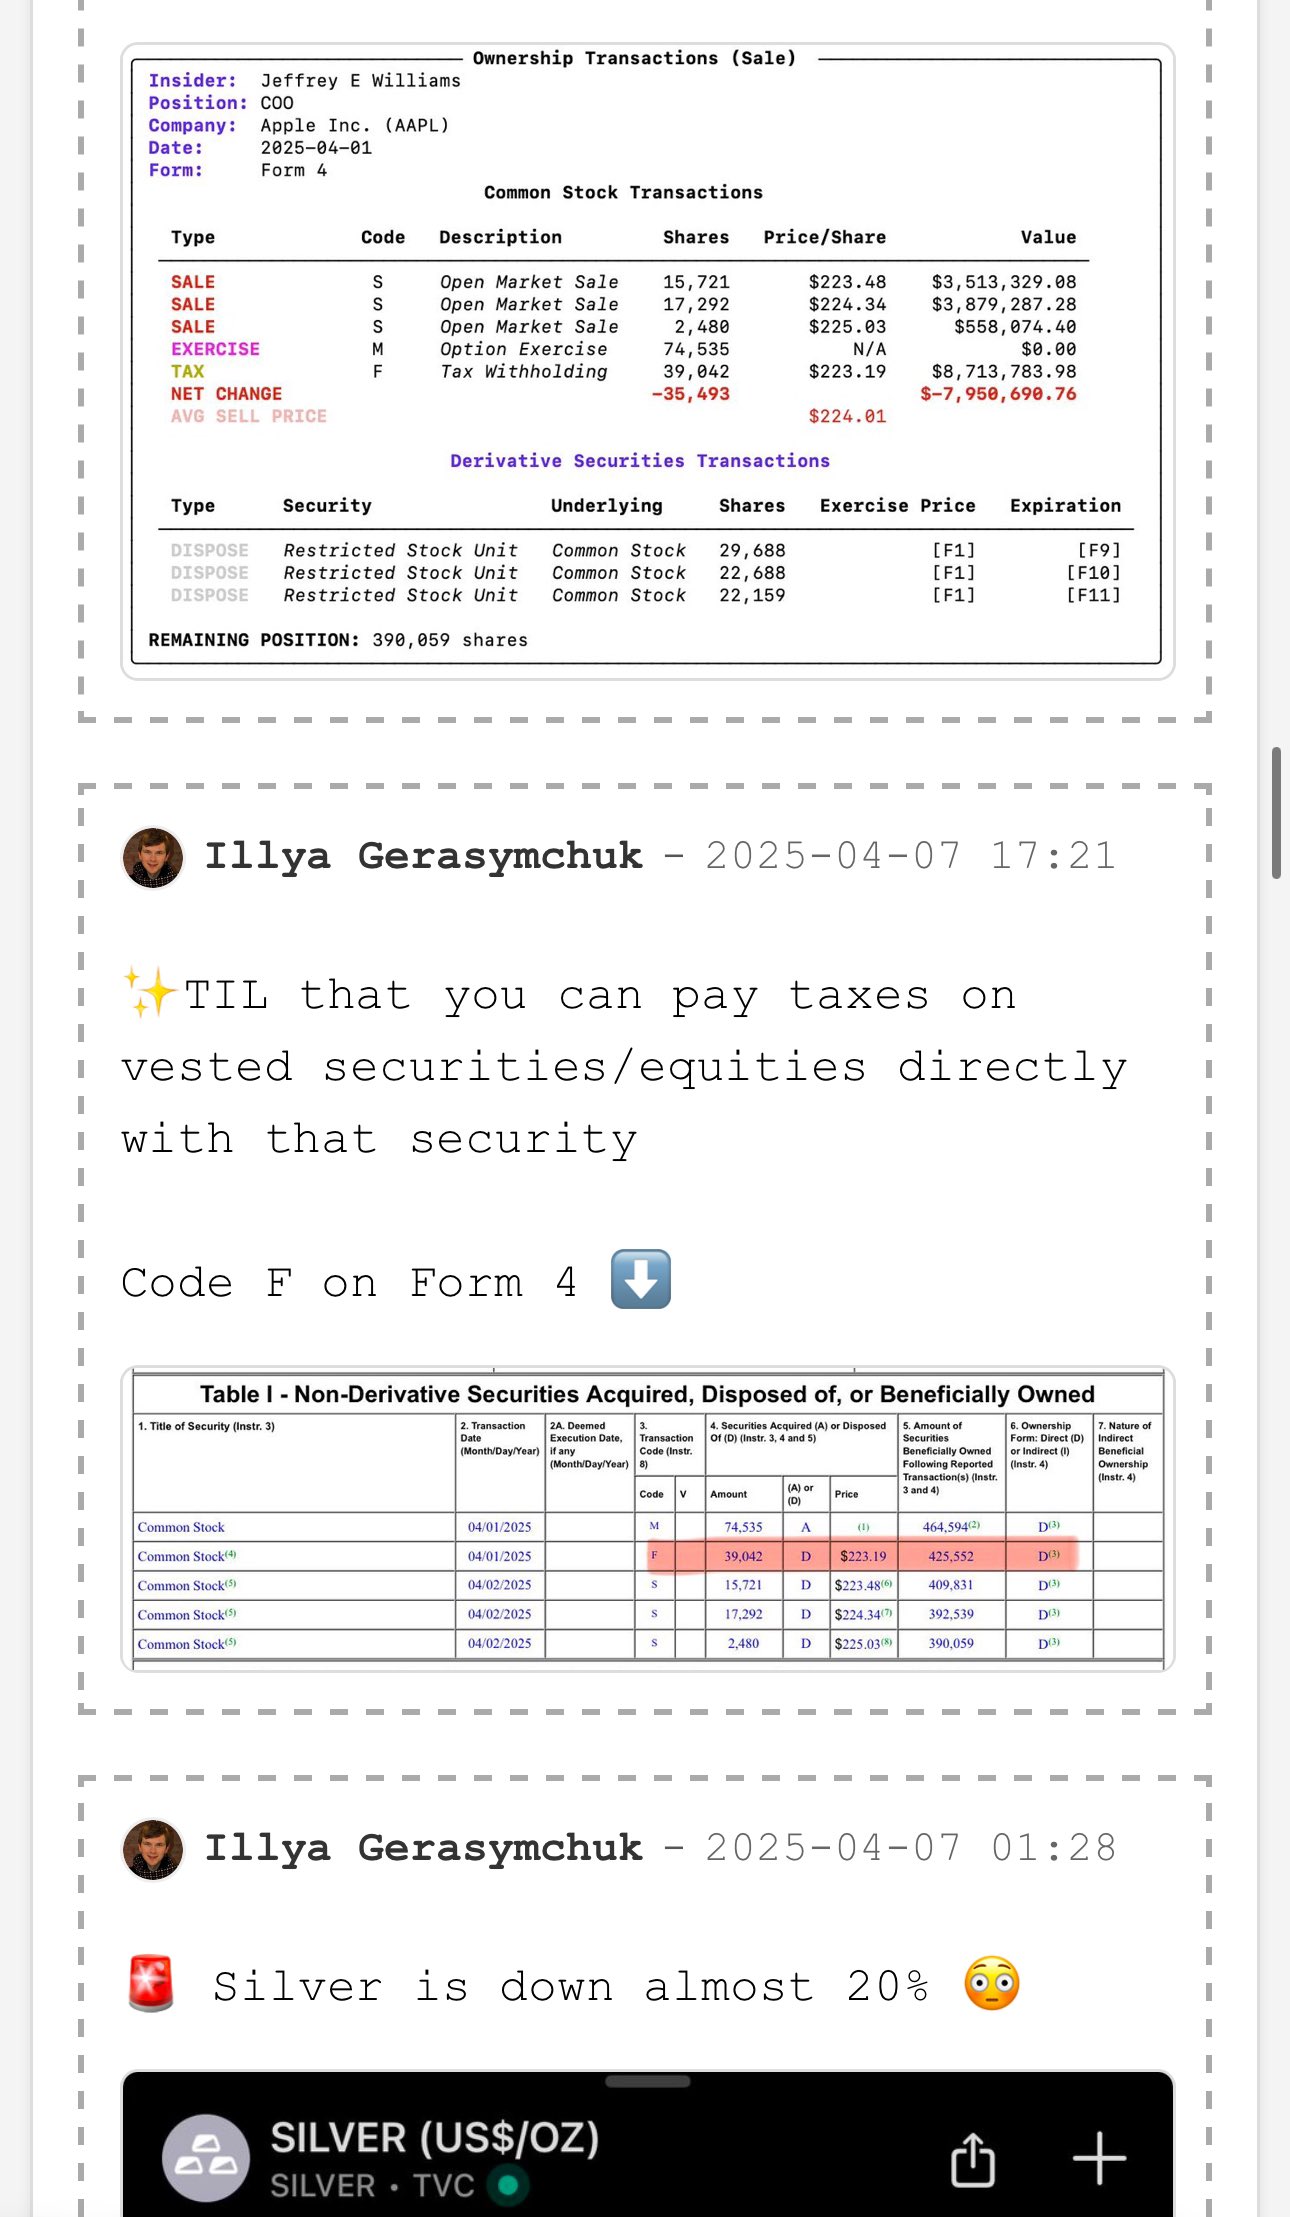 Ownership Transactions (Sale)
Insider: Jeffrey E Williams
Position: COO
Company: Apple Inc. (AAPL)
Date: 2025-04-01
Form: Form 4
Common Stock Transactions
Type Code Description Shares Price/Share Value
SALE S Open Market Sale 15,721 $223.48 $3,513,329.08
SALE S Open Market Sale 17,292 $224.34 $3,879,287.28
SALE S Open Market Sale 2,480 $225.03 $558,074.40
EXERCISE M Option Exercise 74,535 N/A $0.00
TAX F Tax Withholding 39,042 $223.19 $8,713,783.98
NET CHANGE -35,493 $-7,950,690.76
AVG SELL PRICE $224.01
Derivative Securities Transactions
Type Security Underlying Shares Exercise Price Expiration
DISPOSE Restricted Stock Unit Common Stock 29,688 [F1] [F9]
DISPOSE Restricted Stock Unit Common Stock 22,688 [F1] [F10]
DISPOSE Restricted Stock Unit Common Stock 22,159 [F1] [F11]
REMAINING POSITION: 390,059 shares
Illya Gerasymchuk - 2025-04-07 17:21
✨TIL that you can pay taxes on
vested securities/equities directly
with that security
Code F on Form 4 ⬇️
Table I - Non-Derivative Securities Acquired, Disposed of, or Beneficially Owned
1. Title of Security (Instr. 3)
2. Transaction
Date
(Month/Day/Year)
2A. Deemed
Execution Date,
if any
(Month/Day/Year)
3.
Transaction
Code (Instr.
8)
4. Securities Acquired (A) or Disposed
Of (D) (Instr. 3, 4 and 5)
5. Amount of
Securities
Beneficially Owned
Following Reported
Transaction(s) (Instr.
3 and 4)
6. Ownership
Form: Direct (D)
or Indirect (I)
(Instr. 4)
7. Nature of
Indirect
Beneficial
Ownership
(Instr. 4)
Code V Amount (A) or (D) Price
Common Stock 04/01/2025 M 74,535 A (1) 464,594(2) D(3)
Common Stock(4) 04/01/2025 F 39,042 D $223.19 425,552 D(3)
Common Stock(5) 04/02/2025 S 15,721 D $223.48(6) 409,831 D(3)
Common Stock(5) 04/02/2025 S 17,292 D $224.34(7) 392,539 D(3)
Common Stock(5) 04/02/2025 S 2,480 D $225.03(8) 390,059 D(3)
Illya Gerasymchuk - 2025-04-07 01:28
🚨 Silver is down almost 20% 😳
SILVER (US$/OZ)
SILVER • TVC